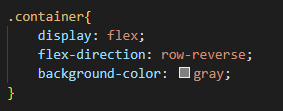 .container{
    display: flex;
    flex-direction: row-reverse;
    background-color: gray;
}